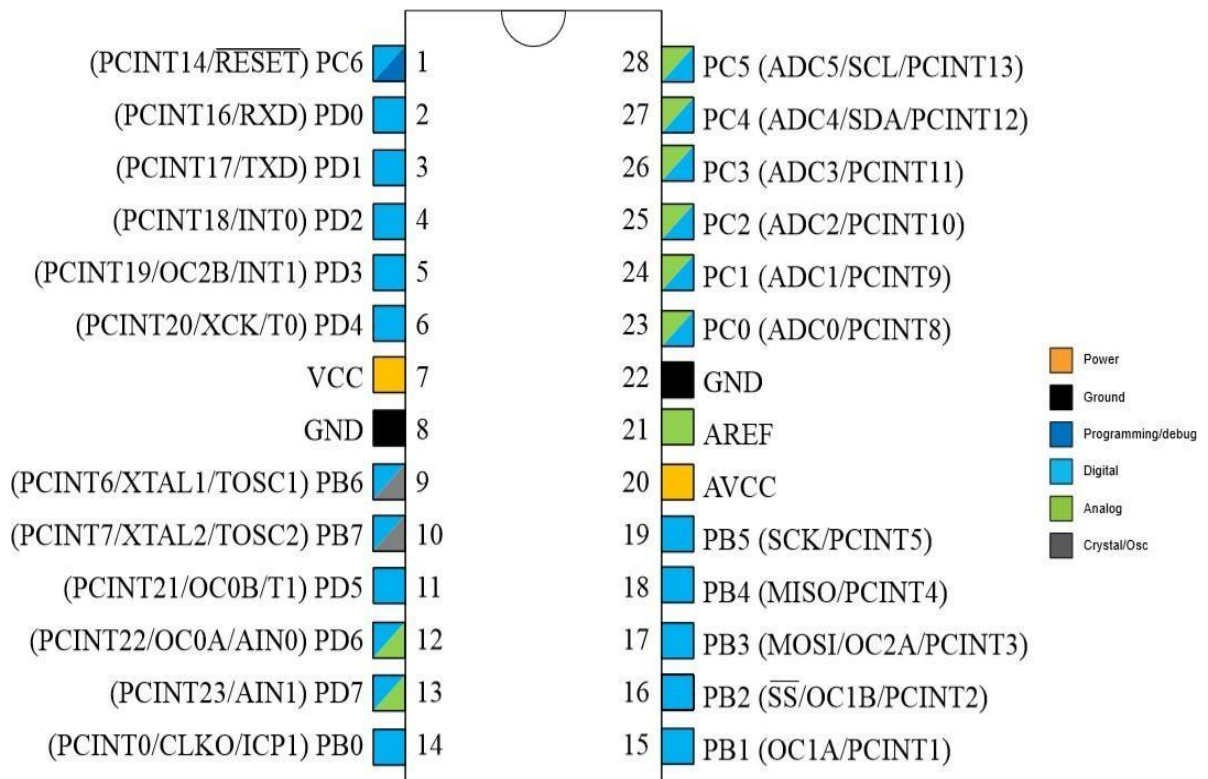 (PCINT14/RESET) PC6 1
(PCINT16/RXD) PD0 2
(PCINT17/TXD) PD1 3
(PCINT18/INT0) PD2 4
(PCINT19/OC2B/INT1) PD3 5
(PCINT20/XCK/T0) PD4 6
VCC 7
GND 8
(PCINT6/XTAL1/TOSC1) PB6 9
(PCINT7/XTAL2/TOSC2) PB7 10
(PCINT21/OC0B/T1) PD5 11
(PCINT22/OC0A/AIN0) PD6 12
(PCINT23/AIN1) PD7 13
(PCINT0/CLKO/ICP1) PB0 14
28 PC5 (ADC5/SCL/PCINT13)
27 PC4 (ADC4/SDA/PCINT12)
26 PC3 (ADC3/PCINT11)
25 PC2 (ADC2/PCINT10)
24 PC1 (ADC1/PCINT9)
23 PC0 (ADC0/PCINT8)
22 GND
21 AREF
20 AVCC
19 PB5 (SCK/PCINT5)
18 PB4 (MISO/PCINT4)
17 PB3 (MOSI/OC2A/PCINT3)
16 PB2 (SS/OC1B/PCINT2)
15 PB1 (OC1A/PCINT1)
Power
Ground
Programming/debug
Digital
Analog
Crystal/Osc